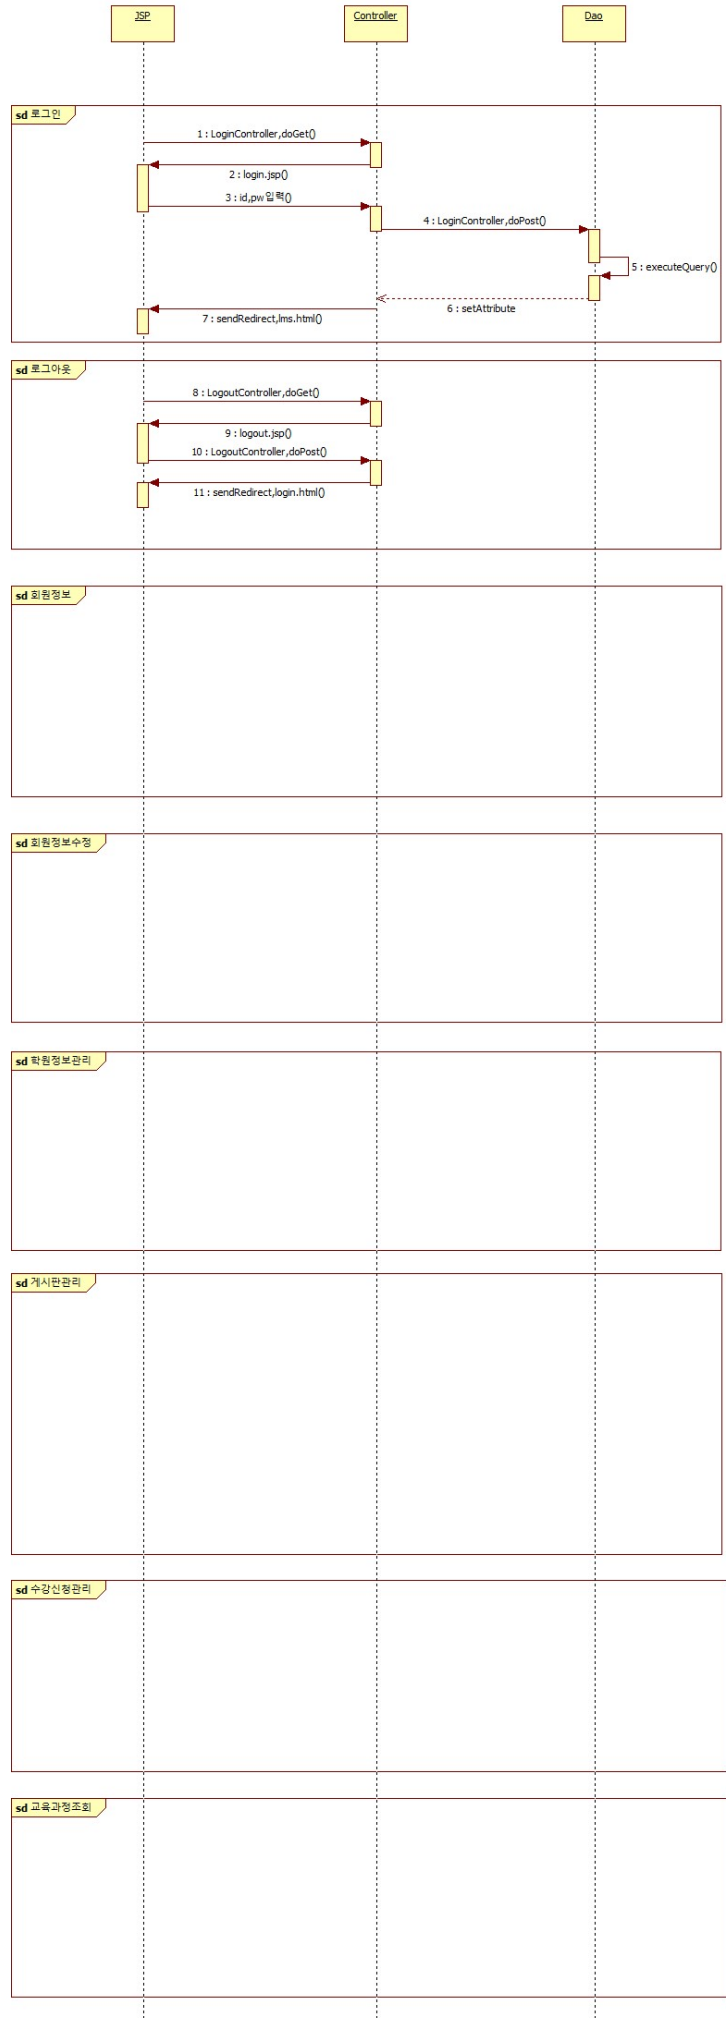 JSP
Controller
Dao
sd 로그인
1 : LoginController,doGet()
2 : login.jsp()
3 : id,pw입력()
4 : LoginController,doPost()
5 : executeQuery()
6 : setAttribute
7 : sendRedirect,lms.html()
sd 로그아웃
8 : LogoutController,doGet()
9 : logout.jsp()
10 : LogoutController,doPost()
11 : sendRedirect,login.html()
sd 회원정보
sd 회원정보수정
sd 학원정보관리
sd 게시판관리
sd 수강신청관리
sd 교육과정조회